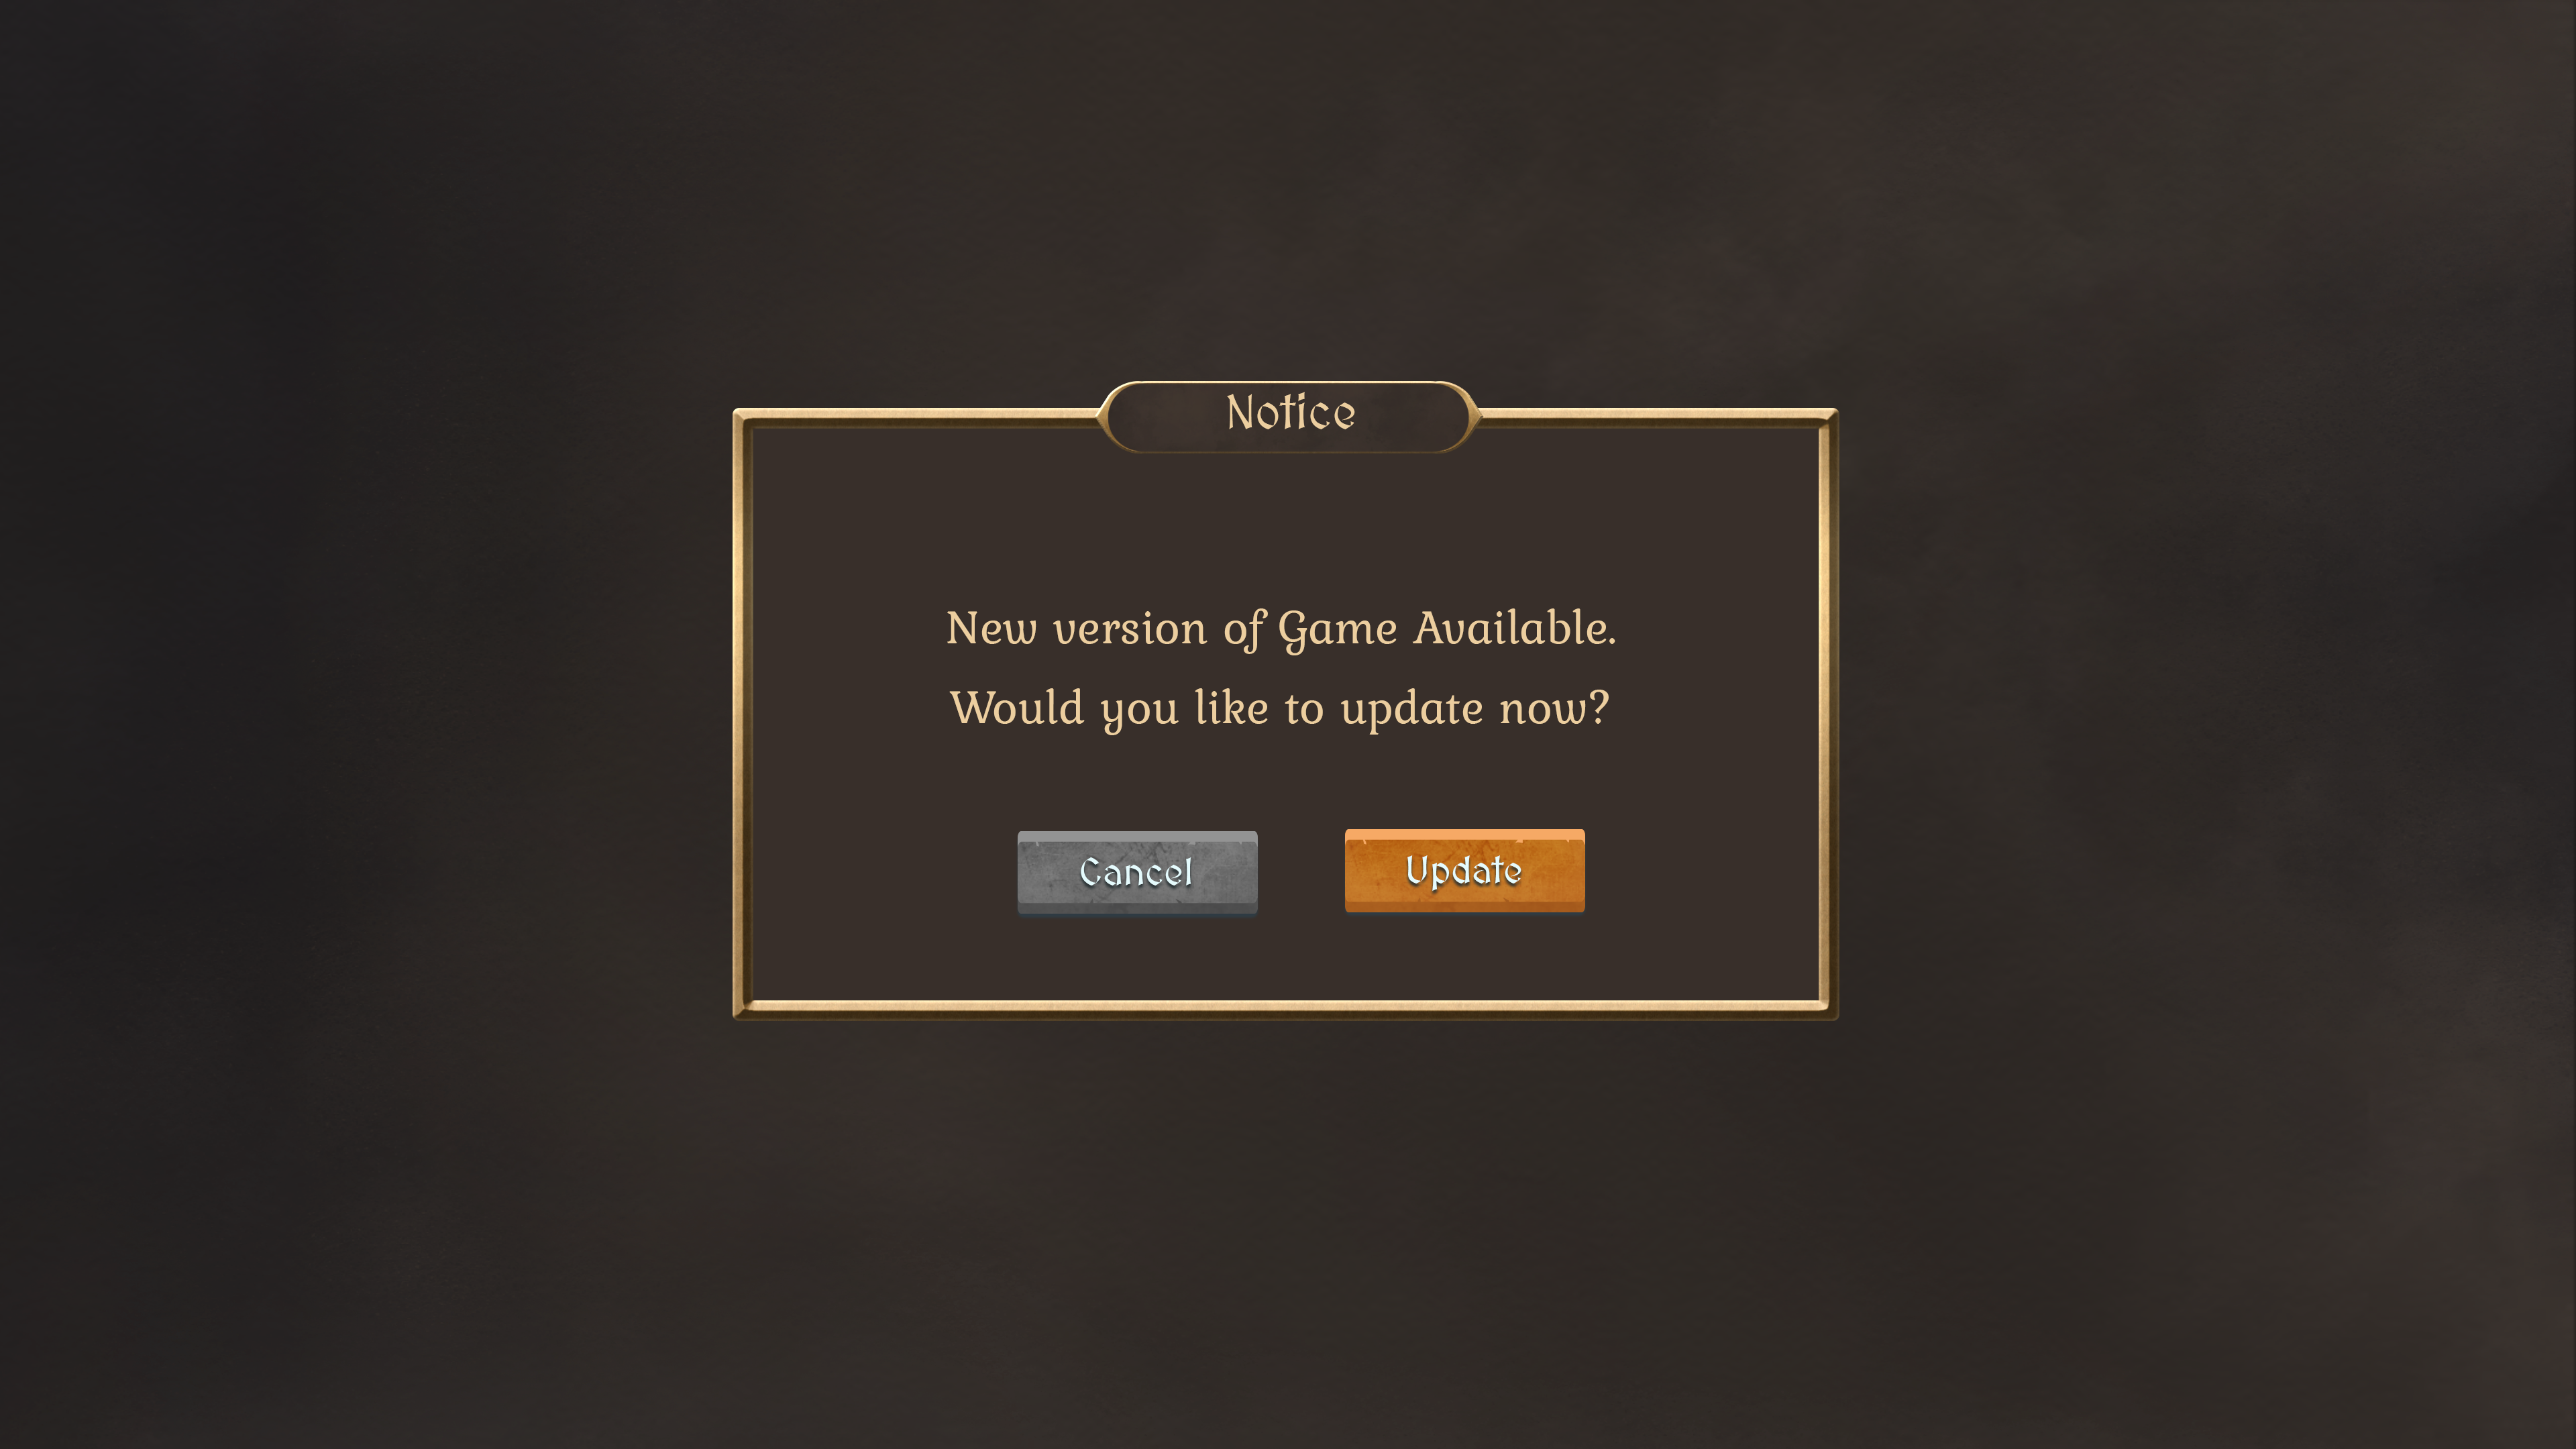 Notice
New version of Game Available.
Would you like to update now?
Cancel
Update